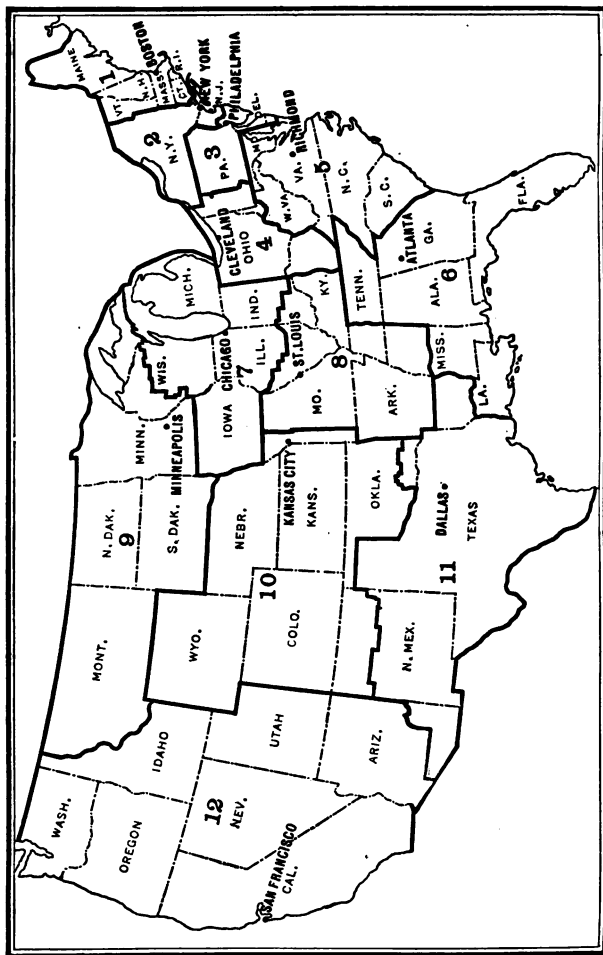 WASH.
OREGON
IDAHO
MONT.
N. DAK.
9
S. DAK.
MINN.
MINNEAPOLIS
WIS.
MICH.
WYO.
NEBR.
IOWA
CHICAGO
7
ILL.
IND.
CLEVELAND
OHIO
4
12
NEV.
UTAH
10
COLO.
KANSAS CITY
KANS.
MO.
ST. LOUIS
KY.
SAN FRANCISCO
CAL.
ARIZ.
N. MEX.
OKLA.
ARK.
8
TENN.
11
DALLAS
TEXAS
LA.
MISS.
ALA.
6
ATLANTA
GA.
FLA.
MAINE
1
VT.
N.H.
MASS.
BOSTON
CT.
R.I.
2
N.Y.
NEW YORK
N.J.
PHILADELPHIA
3
PA.
DEL.
MD.
W. VA.
VA.
RICHMOND
5
N.C.
S.C.